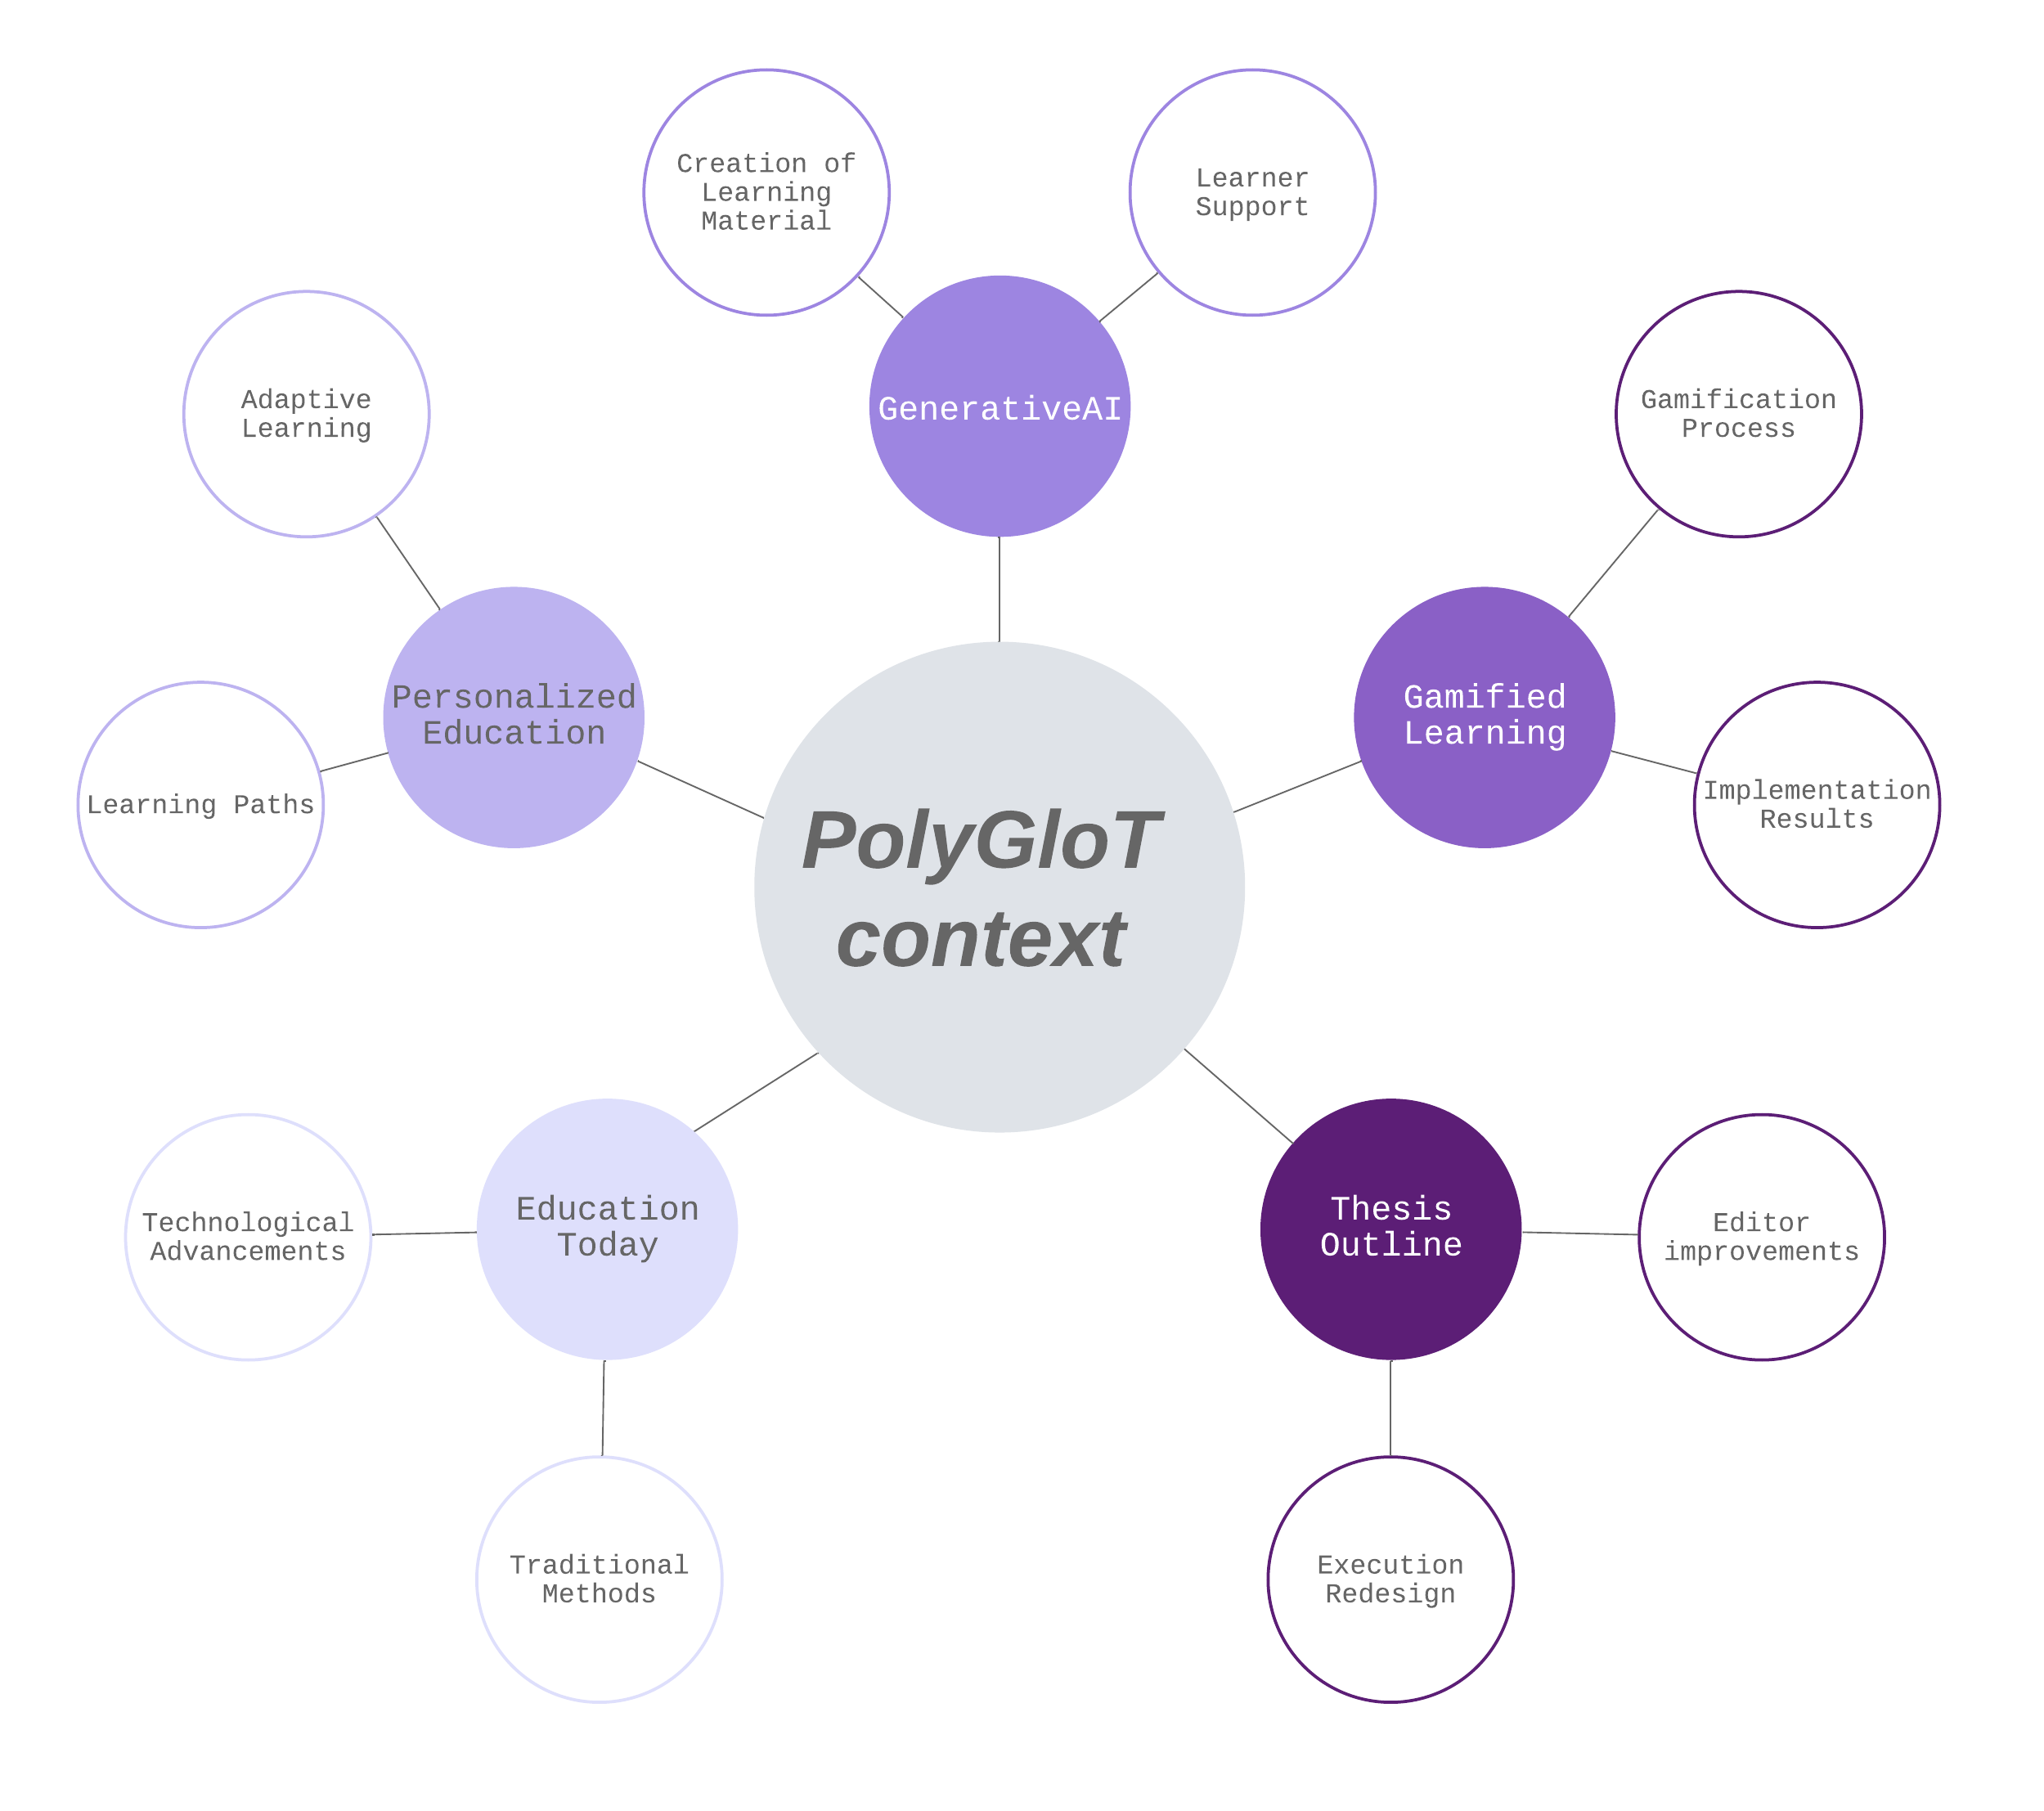 Creation of
Learning
Material
Learner
Support
GenerativeAI
Adaptive
Learning
Gamification
Process
Personalized
Education
Gamified
Learning
Learning Paths
Implementation
Results
PolyGloT
context
Technological
Advancements
Education
Today
Thesis
Outline
Editor
improvements
Traditional
Methods
Execution
Redesign